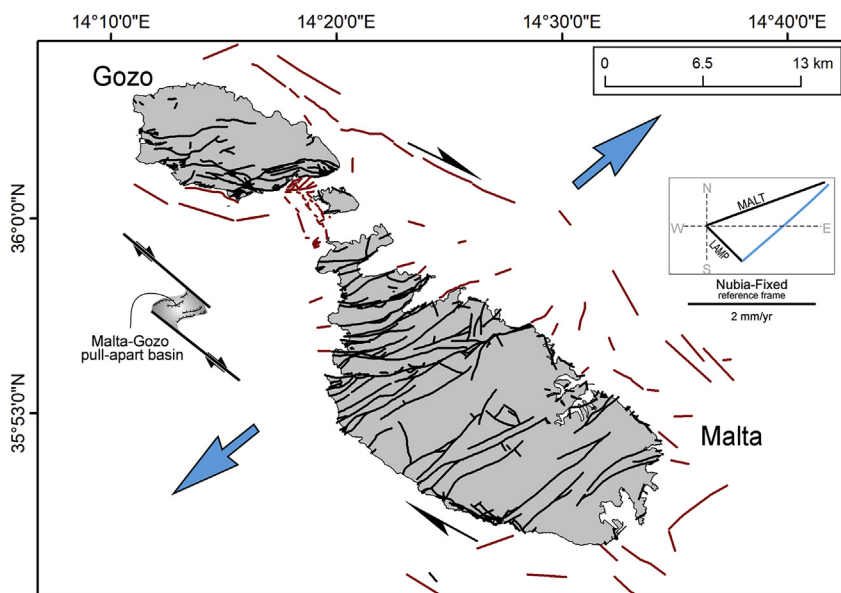 14°10'0"E 14°20'0"E 14°30'0"E 14°40'0"E
Gozo
0 6.5 13 km
36°0'0"N
N
MALT
W E
LAMP
S
Nubia-Fixed
reference frame
2 mm/yr
Malta-Gozo
pull-apart basin
35°53'0"N
Malta